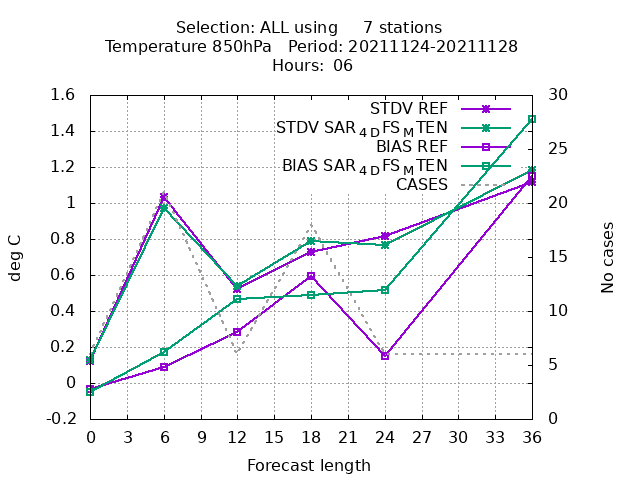 Selection: ALL using 7 stations
Temperature 850hPa Period: 20211124-20211128
Hours: 06
1.6
1.4
1.2
1
0.8
0.6
0.4
0.2
0
-0.2
deg C
STDV REF
STDV SAR4DFSMTEN
BIAS REF
BIAS SAR4DFSMTEN
CASES
30
25
20
15
10
5
0
No cases
0 3 6 9 12 15 18 21 24 27 30 33 36
Forecast length